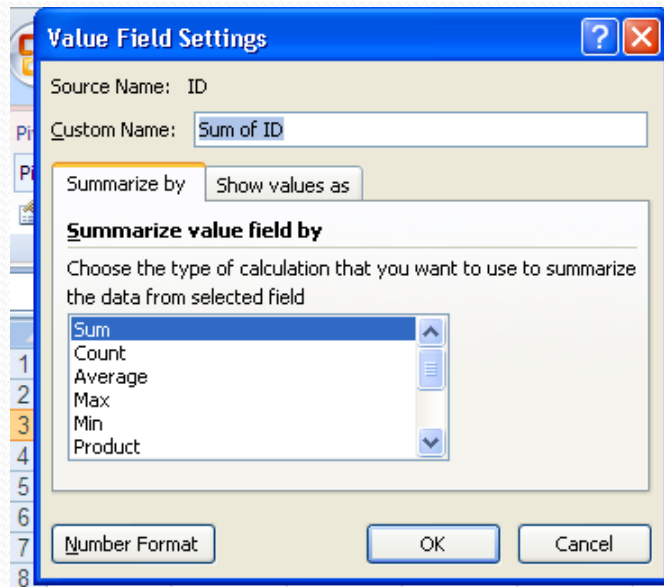 Value Field Settings
Source Name: ID
Custom Name: Sum of ID
Summarize by Show values as
Summarize value field by
Choose the type of calculation that you want to use to summarize
the data from selected field
Sum
Count
Average
Max
Min
Product
Number Format OK Cancel
1
2
3
4
5
6
7
8